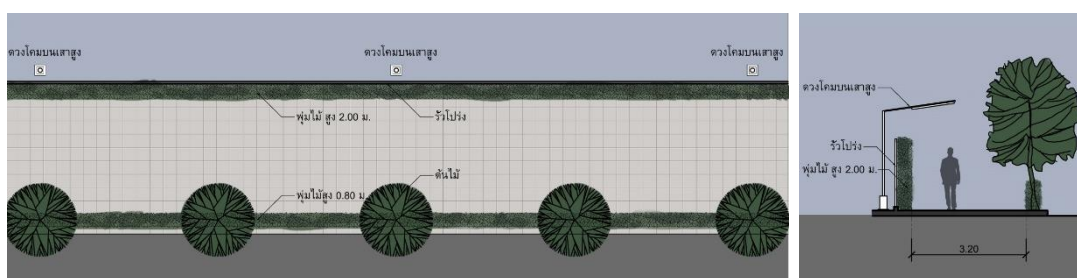 ดวงโคมบนเสาสูง
ดวงโคมบนเสาสูง
ดวงโคมบนเสาสูง
พุ่มไม้ สูง 2.00 ม.
รั้วโปร่ง
ต้นไม้
พุ่มไม้สูง 0.80 ม
ดวงโคมบนเสาสูง
รั้วโปร่ง
พุ่มไม้ สูง 2.00 ม.
3.20